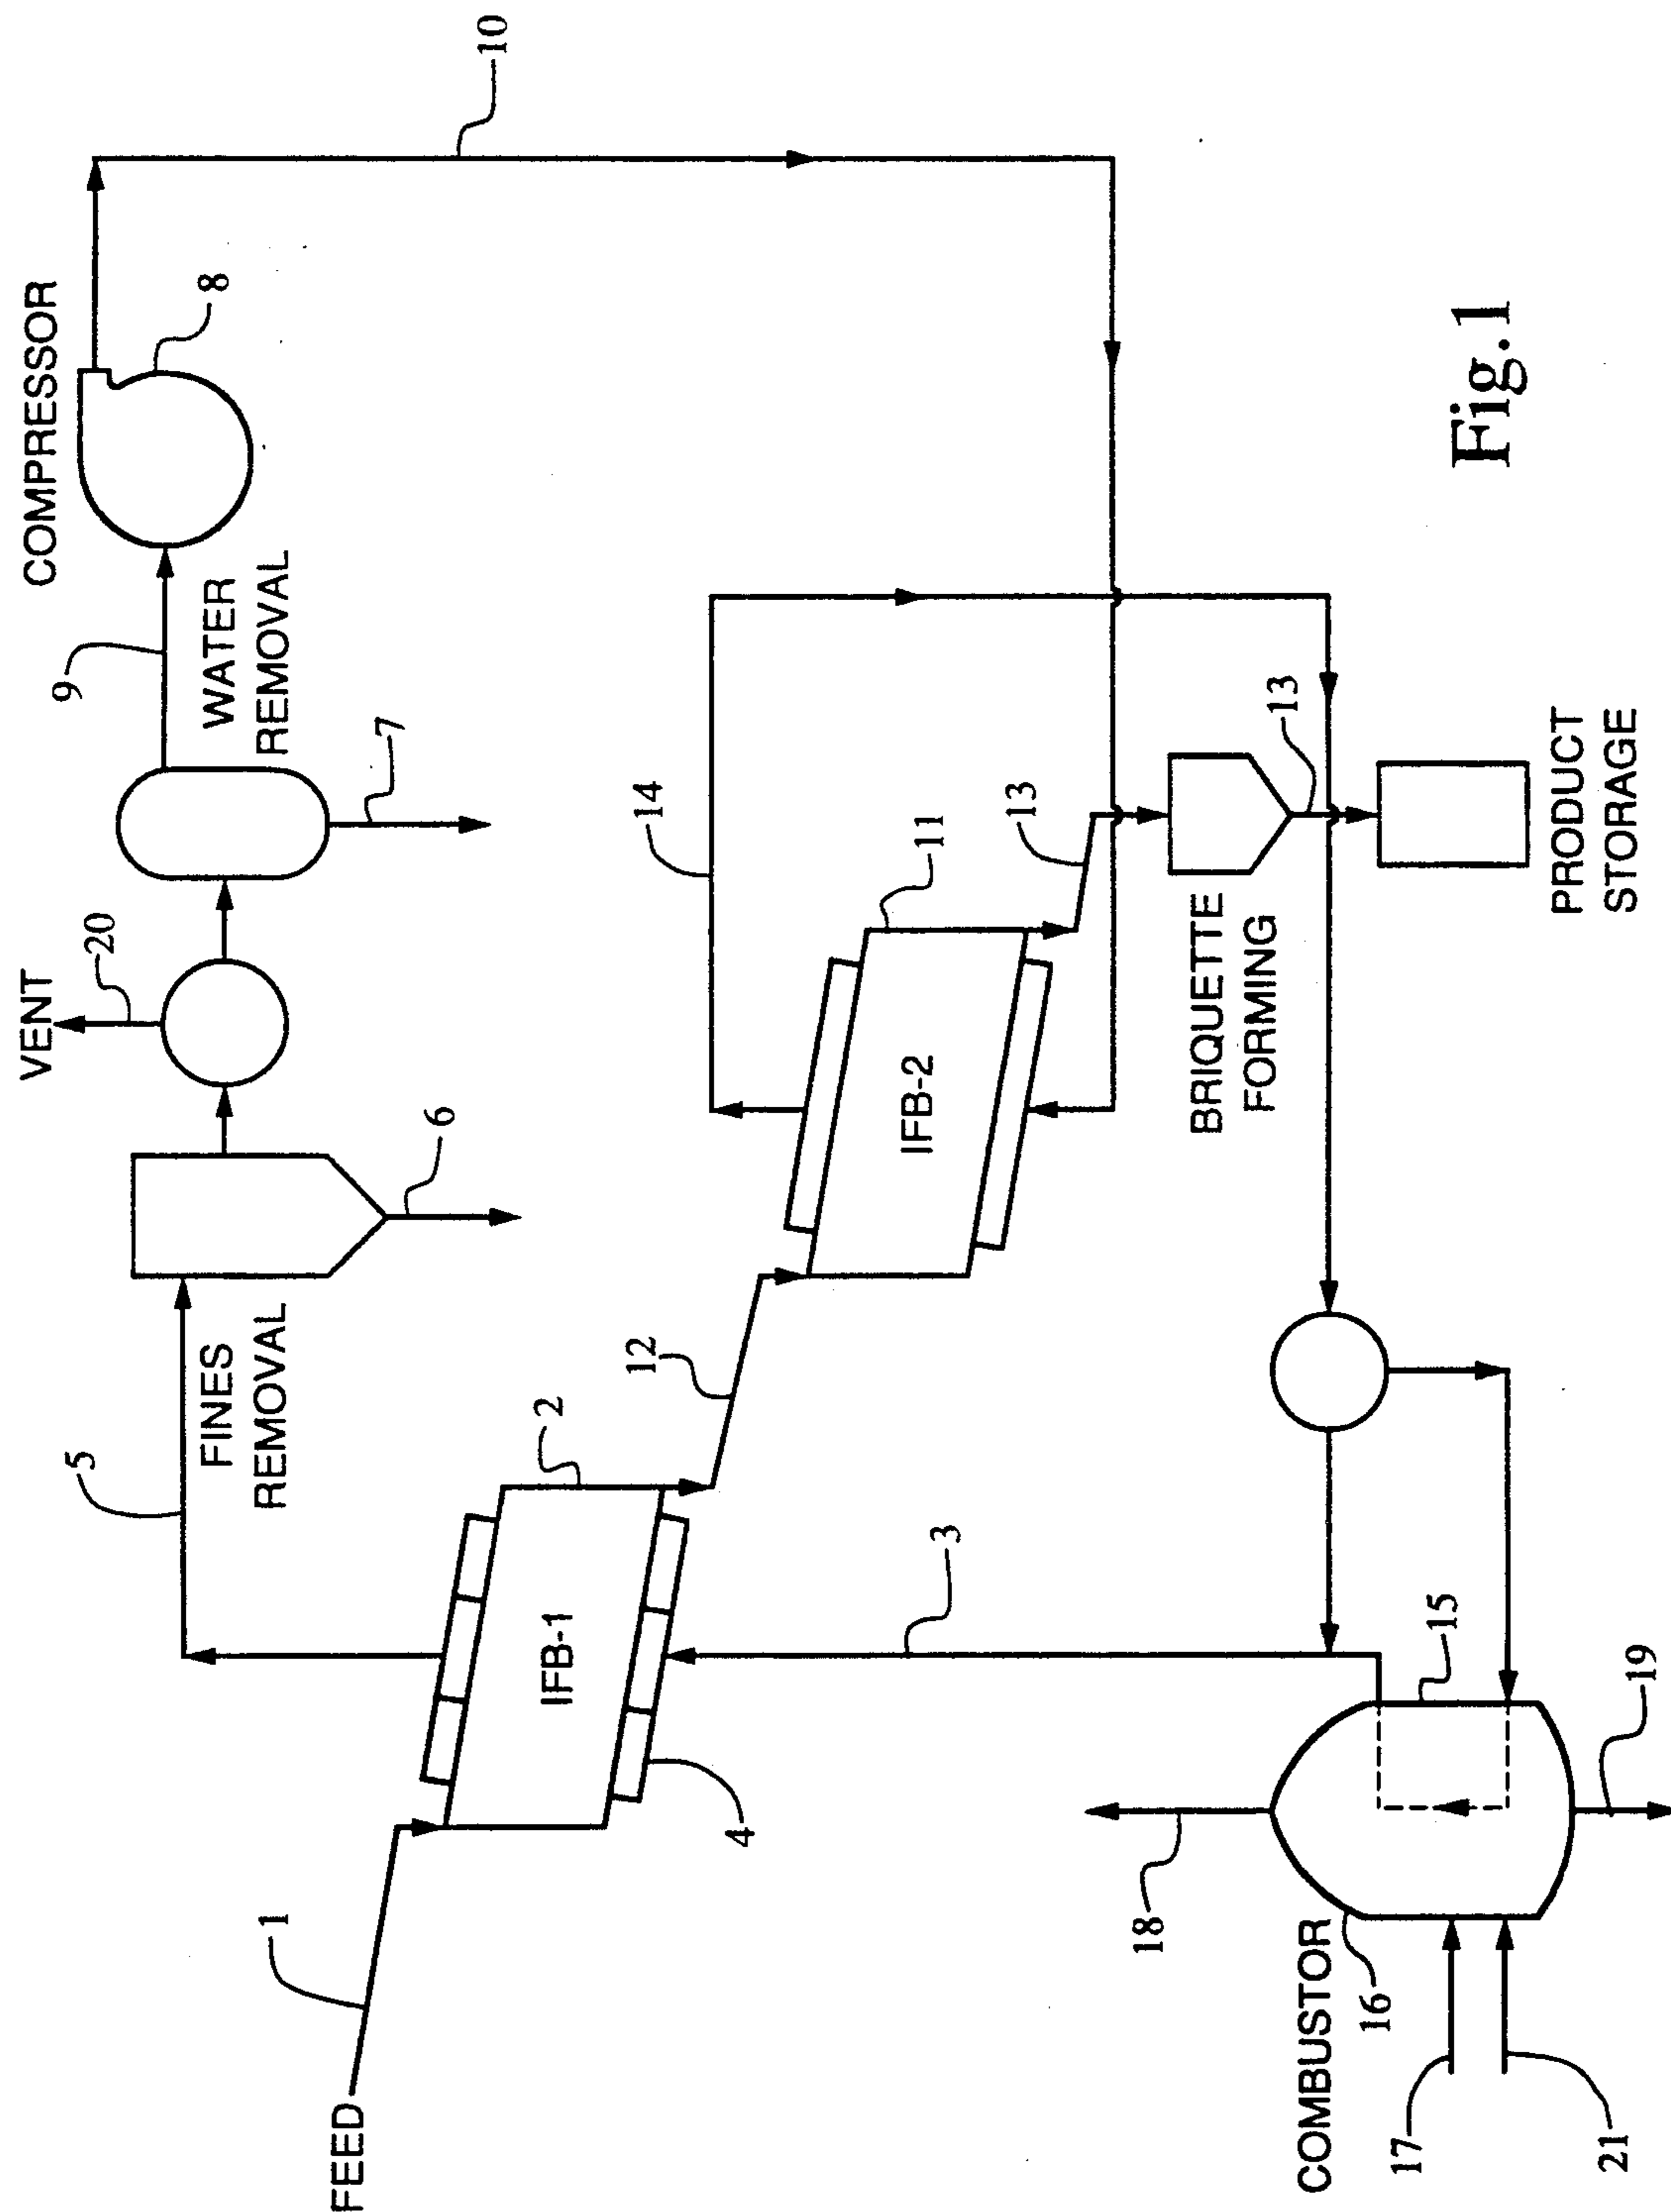 COMPRESSOR
10
8
9
WATER
REMOVAL
7
VENT
20
6
5
FINES
REMOVAL
14
11
13
IFB-2
BRIQUETTE
FORMING
13
PRODUCT
STORAGE
12
2
IFB-1
4
3
1
FEED
15
19
18
16
COMBUSTOR
17
21
Fig.1